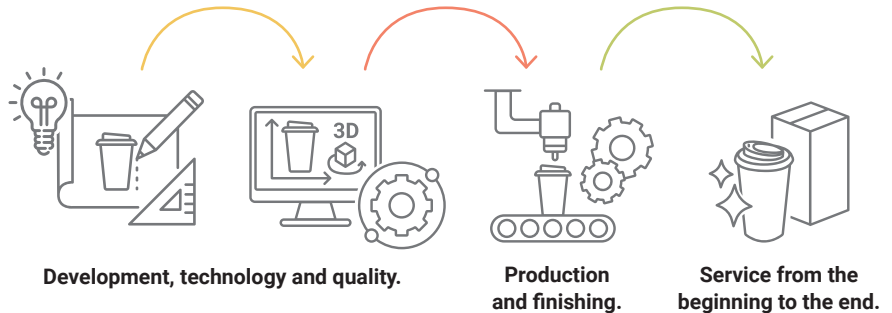 3D
Development, technology and quality.
Production
and finishing.
Service from the
beginning to the end.